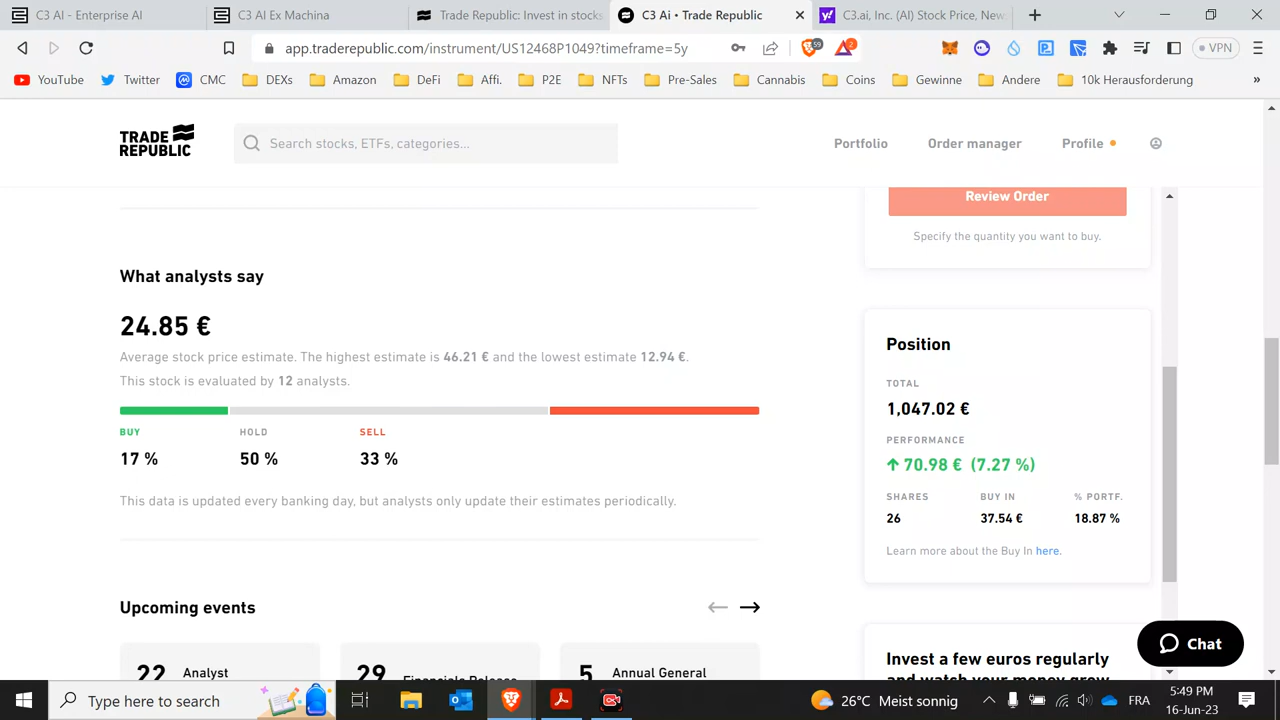 C3 AI - Enterprise AI
C3 AI Ex Machina
Trade Republic: Invest in stocks
C3 Ai • Trade Republic
C3.ai, Inc. (AI) Stock Price, New
app.traderepublic.com/instrument/US12468P1049?timeframe=5y
59
2
VPN
YouTube
Twitter
CMC
DEXs
Amazon
DeFi
Affi.
P2E
NFTs
Pre-Sales
Cannabis
Coins
Gewinne
Andere
10k Herausforderung
»
TRADE
REPUBLIC
Search stocks, ETFs, categories...
Portfolio
Order manager
Profile
Review Order
Specify the quantity you want to buy.
What analysts say
24.85 €
Average stock price estimate. The highest estimate is 46.21 € and the lowest estimate 12.94 €.
This stock is evaluated by 12 analysts.
BUY
HOLD
SELL
17 %
50 %
33 %
This data is updated every banking day, but analysts only update their estimates periodically.
Position
TOTAL
1,047.02 €
PERFORMANCE
70.98 € (7.27 %)
SHARES
BUY IN
% PORTF.
26
37.54 €
18.87 %
Learn more about the Buy In here.
Upcoming events
22
Analyst
29
5
Annual General
Invest a few euros regularly
Chat
Type here to search
26°C Meist sonnig
FRA
5:49 PM
16-Jun-23